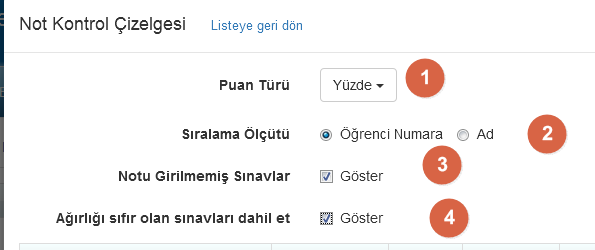 Not Kontrol Çizelgesi Listeye geri dön
Puan Türü Yüzde 1
Sıralama Ölçütü Öğrenci Numara Ad 2
Notu Girilmemiş Sınavlar Göster 3
Ağırlığı sıfır olan sınavları dahil et Göster 4